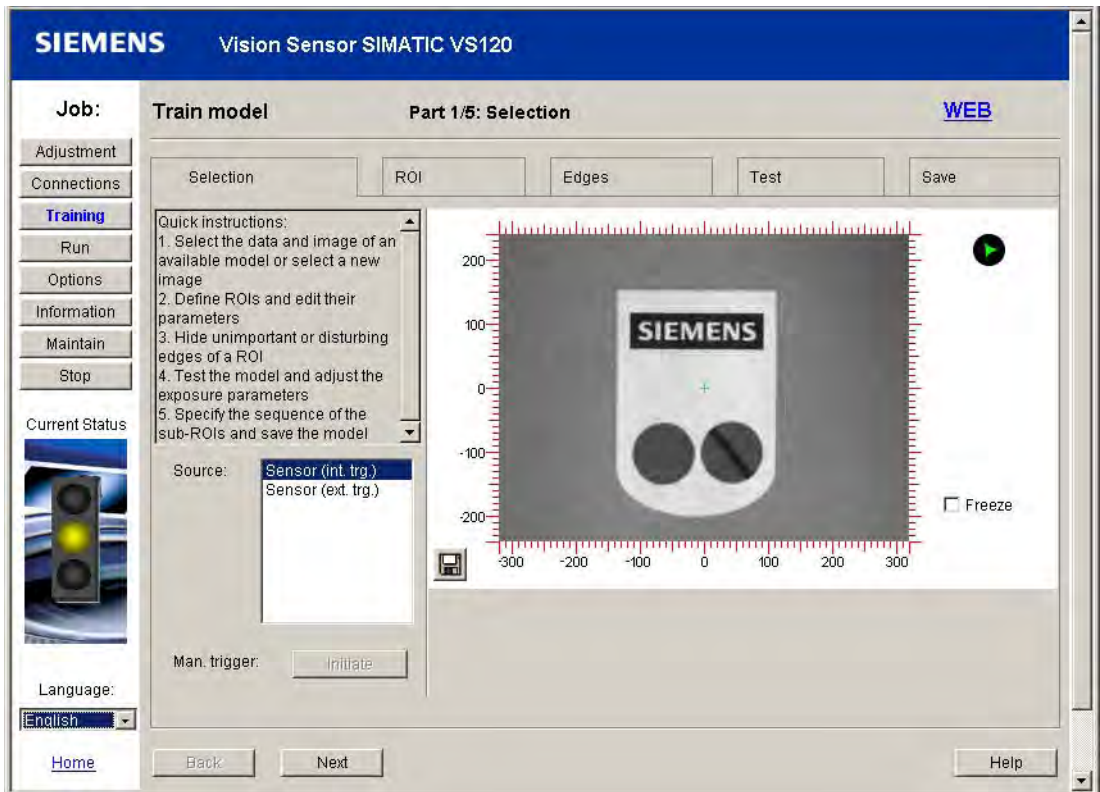 SIEMENS Vision Sensor SIMATIC VS120
Job:
Adjustment
Connections
Training
Run
Options
Information
Maintain
Stop
Current Status
Language:
English
Home
Train model Part 1/5: Selection WEB
Selection ROI Edges Test Save
Quick instructions:
1. Select the data and image of an
available model or select a new
image
2. Define ROIs and edit their
parameters
3. Hide unimportant or disturbing
edges of a ROI
4. Test the model and adjust the
exposure parameters
5. Specify the sequence of the
sub-ROIs and save the model
Source:
Sensor (int. trg.)
Sensor (ext. trg.)
Man. trigger: Initiate
200
100
0
-100
-200
-300 -200 -100 0 100 200 300
SIEMENS
Freeze
Back Next Help